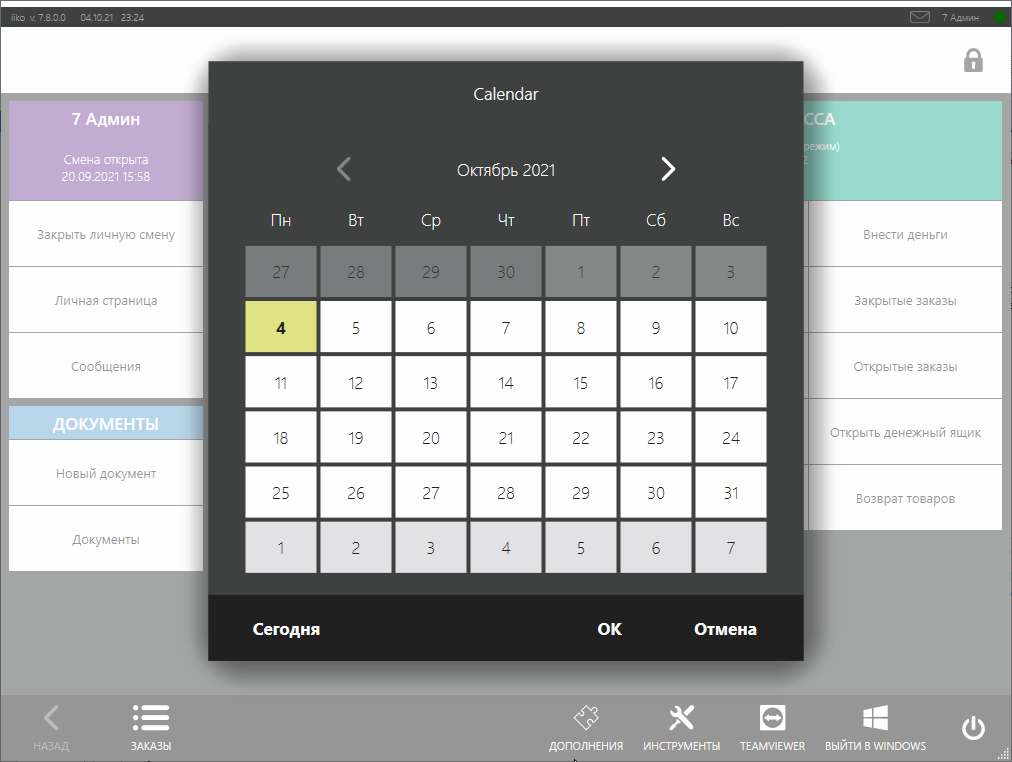 iiko v. 7.8.0.0 04.10.21 23:24 7 Админ
Calendar
7 Админ
Смена открыта
20.09.2021 15:58
Закрыть личную смену
Личная страница
Сообщения
ДОКУМЕНТЫ
Новый документ
Документы
Октябрь 2021
Пн Вт Ср Чт Пт Сб Вс
27 28 29 30 1 2 3
4 5 6 7 8 9 10
11 12 13 14 15 16 17
18 19 20 21 22 23 24
25 26 27 28 29 30 31
1 2 3 4 5 6 7
Сегодня OK Отмена
ССА
режим)
2
Внести деньги
Закрытые заказы
Открытые заказы
Открыть денежный ящик
Возврат товаров
НАЗАД ЗАКАЗЫ ДОПОЛНЕНИЯ ИНСТРУМЕНТЫ TEAMVIEWER ВЫЙТИ В WINDOWS